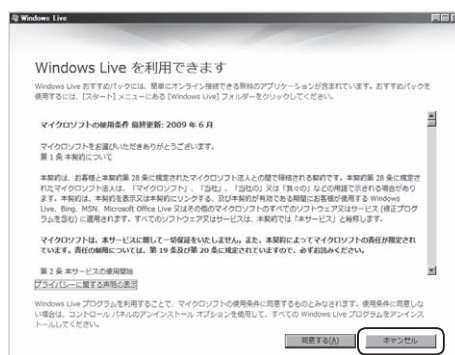 Windows Live
Windows Live を利用できます
Windows Live おすすめパックには、簡単にオンライン接続できる無料のアプリケーションが含まれています。おすすめパックを
使用するには、[スタート] メニューにある [Windows Live] フォルダーをクリックしてください。
マイクロソフトの使用条件 最終更新: 2009 年 6 月
マイクロソフトをお選びいただきありがとうございます。
第 1 条 本契約について
本契約は、お客様と本契約第 28 条に規定されたマイクロソフト法人との間で締結される契約です。本契約第 28 条に規定さ
れたマイクロソフト法人は、「マイクロソフト」、「当社」、「当社の」又は「我々の」などの用語で示される場合があり
ます。本契約は、本契約を表示又は本契約にリンクする、及び本契約が有効である期間にお客様が使用する Windows
Live、Bing、MSN、Microsoft Office Live 又はその他のマイクロソフトのすべてのソフトウェア又はサービス (修正プログ
ラムを含む) に適用されます。すべてのソフトウェア又はサービスは、本契約では「本サービス」と総称します。
マイクロソフトは、本サービスに関して一切保証をいたしません。また、本契約によってマイクロソフトの責任が限定され
ています。責任の制限については、第 19 条及び第 20 条に規定されていますので、必ずお読みください。
第 2 条 本サービスの使用開始
プライバシーに関する声明の表示
Windows Live プログラムを利用することで、マイクロソフトの使用条件に同意するものとみなされます。使用条件に同意しな
い場合は、コントロール パネルのアンインストール オプションを使用して、すべての Windows Live プログラムをアンインス
トールしてください。
同意する(A)
キャンセル